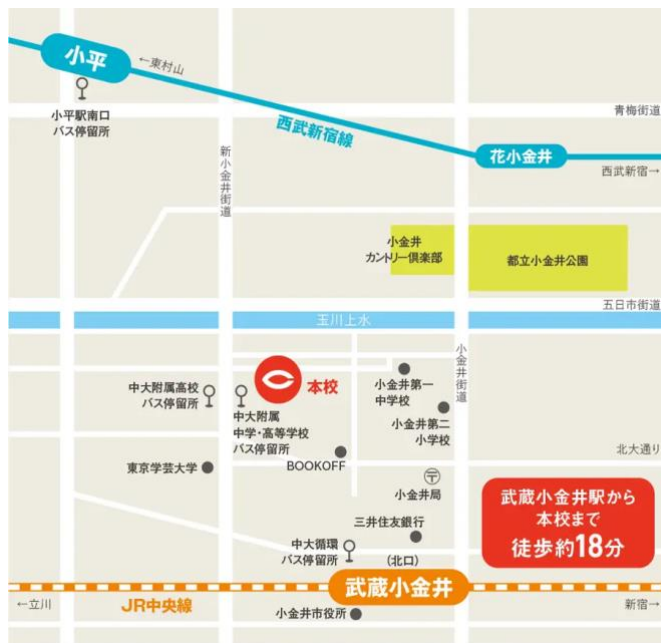 小平
←東村山
小平駅南口
バス停留所
青梅街道
西武新宿線
花小金井
西武新宿→
新小金井街道
小金井
カントリー倶楽部
都立小金井公園
五日市街道
玉川上水
小金井街道
本校
中大附属高校
バス停留所
中大附属
中学・高等学校
バス停留所
小金井第一
中学校
小金井第二
小学校
北大通り
東京学芸大学
BOOKOFF
小金井局
武蔵小金井駅から
本校まで
徒歩約18分
三井住友銀行
中大循環
バス停留所
(北口)
武蔵小金井
←立川
JR中央線
新宿→
小金井市役所